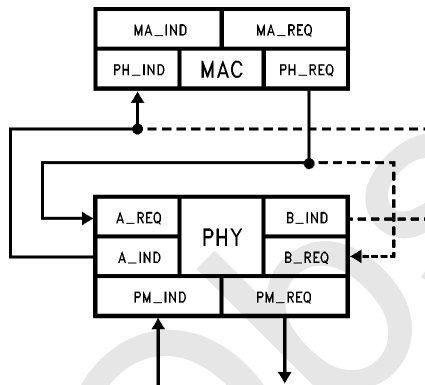 MA_IND MA_REQ
PH_IND MAC PH_REQ
A_REQ PHY B_IND
A_IND B_REQ
PM_IND PM_REQ